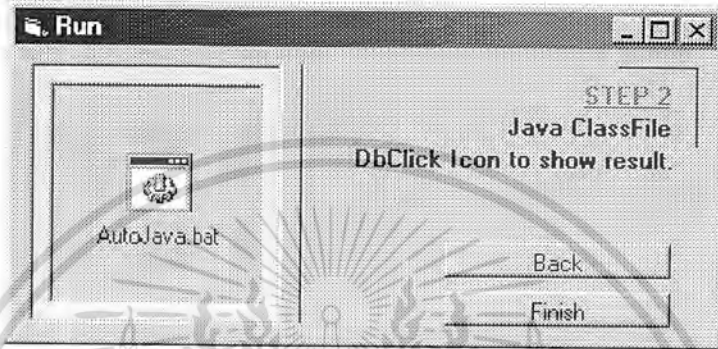 Run
AutoJava.bat
STEP 2
Java ClassFile
DbClick Icon to show result.
Back
Finish